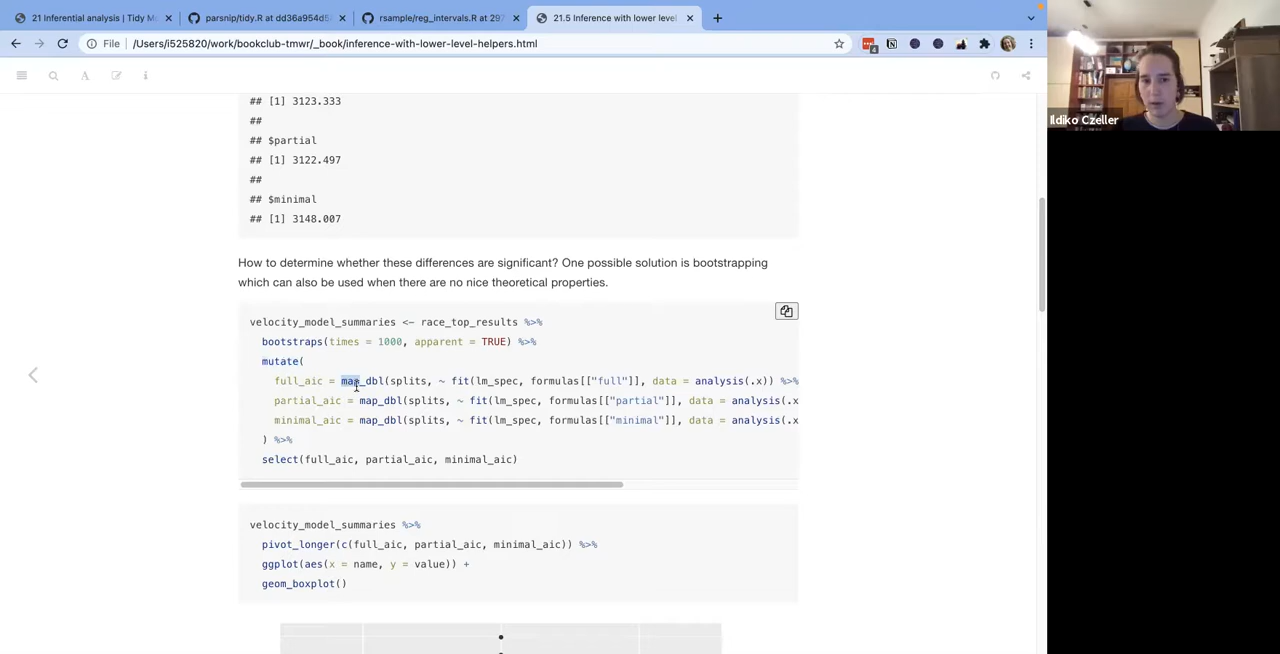 21 Inferential analysis | Tidy M
parsnip/tidy.R at dd36a954d5
rsample/reg_intervals.R at 297
21.5 Inference with lower level
File
/Users/i525820/work/bookclub-tmwr/_book/inference-with-lower-level-helpers.html
4
Ildiko Czeller
## [1] 3123.333
##
## $partial
## [1] 3122.497
##
## $minimal
## [1] 3148.007
How to determine whether these differences are significant? One possible solution is bootstrapping
which can also be used when there are no nice theoretical properties.
velocity_model_summaries <- race_top_results %>%
bootstraps(times = 1000, apparent = TRUE) %>%
mutate(
full_aic = map_dbl(splits, ~ fit(lm_spec, formulas[["full"]], data = analysis(.x)) %>%
partial_aic = map_dbl(splits, ~ fit(lm_spec, formulas[["partial"]], data = analysis(.x
minimal_aic = map_dbl(splits, ~ fit(lm_spec, formulas[["minimal"]], data = analysis(.x
) %>%
select(full_aic, partial_aic, minimal_aic)
velocity_model_summaries %>%
pivot_longer(c(full_aic, partial_aic, minimal_aic)) %>%
ggplot(aes(x = name, y = value)) +
geom_boxplot()